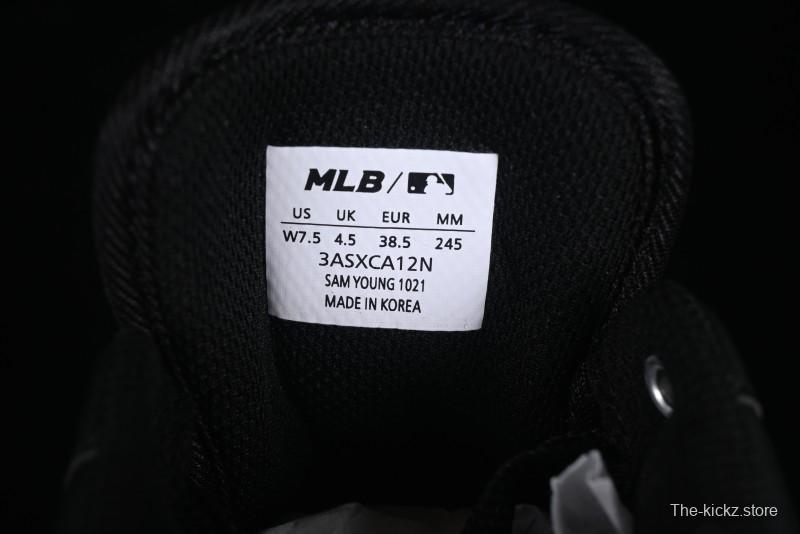 MLB /
US UK EUR MM
W7.5 4.5 38.5 245
3ASXCA12N
SAM YOUNG 1021
MADE IN KOREA
The-kickz.store